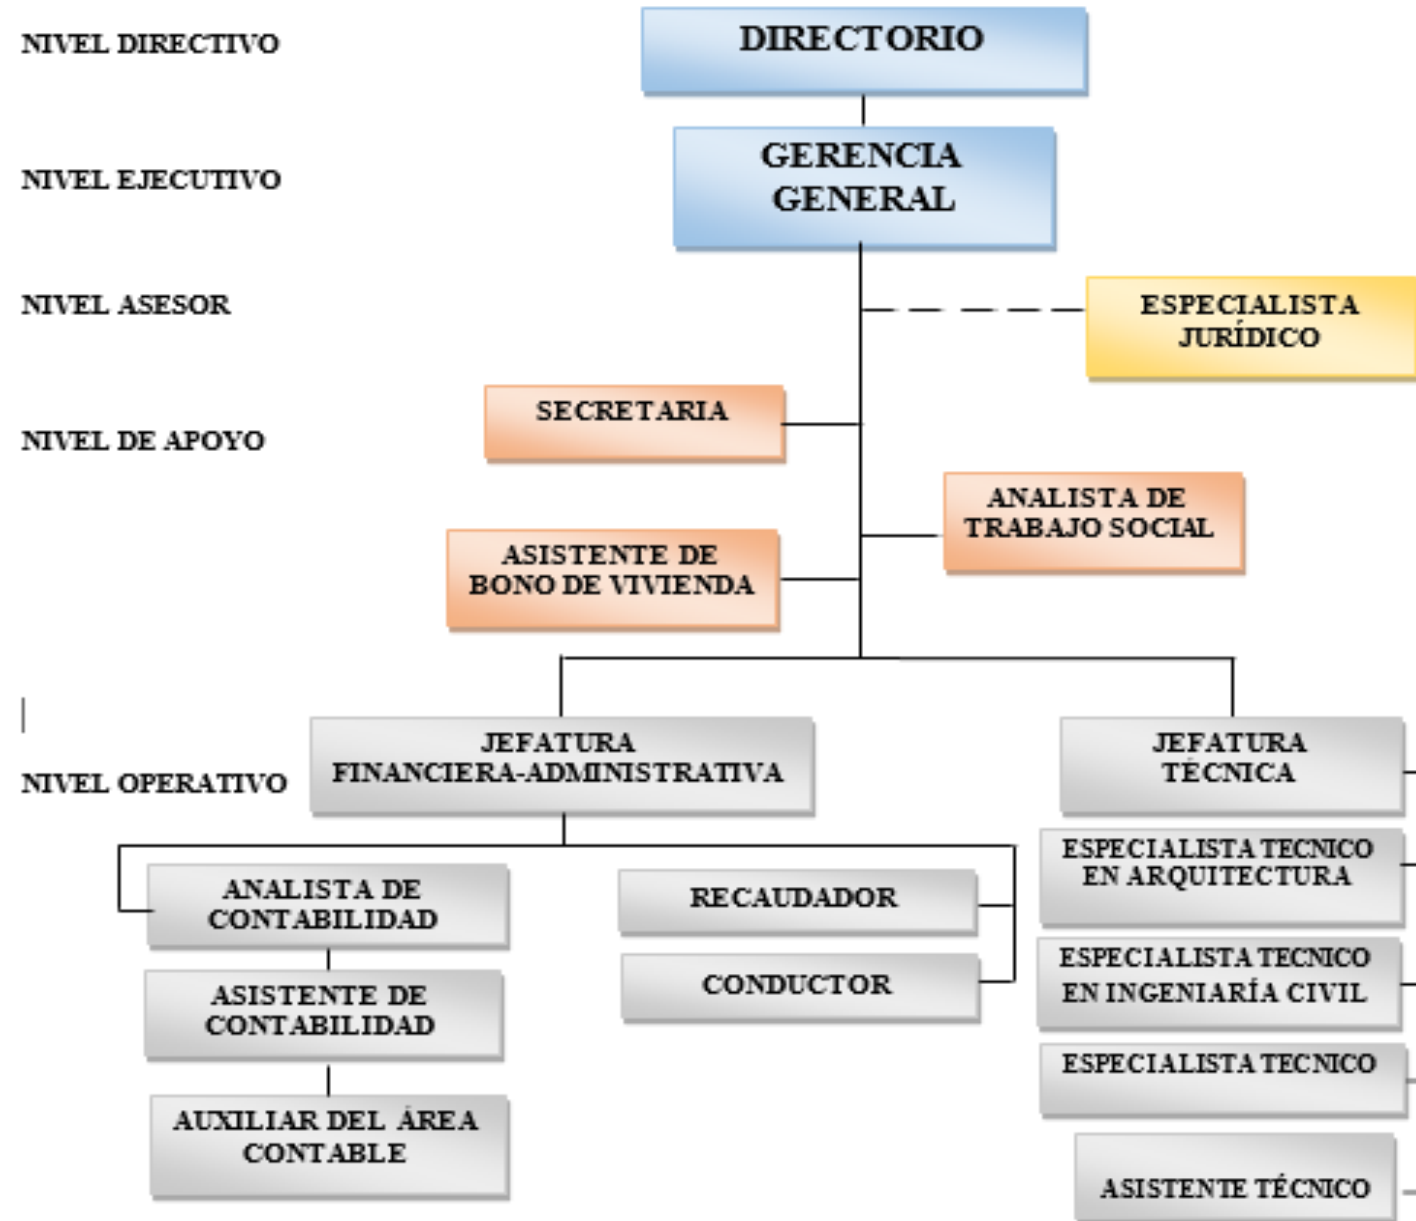 NIVEL DIRECTIVO
DIRECTORIO
NIVEL EJECUTIVO
GERENCIA
GENERAL
NIVEL ASESOR
ESPECIALISTA
JURÍDICO
NIVEL DE APOYO
SECRETARIA
ANALISTA DE
TRABAJO SOCIAL
ASISTENTE DE
BONO DE VIVIENDA
NIVEL OPERATIVO
JEFATURA
FINANCIERA-ADMINISTRATIVA
JEFATURA
TÉCNICA
ANALISTA DE
CONTABILIDAD
ASISTENTE DE
CONTABILIDAD
AUXILIAR DEL ÁREA
CONTABLE
RECAUDADOR
CONDUCTOR
ESPECIALISTA TECNICO
EN ARQUITECTURA
ESPECIALISTA TECNICO
EN INGENIARÍA CIVIL
ESPECIALISTA TECNICO
ASISTENTE TÉCNICO